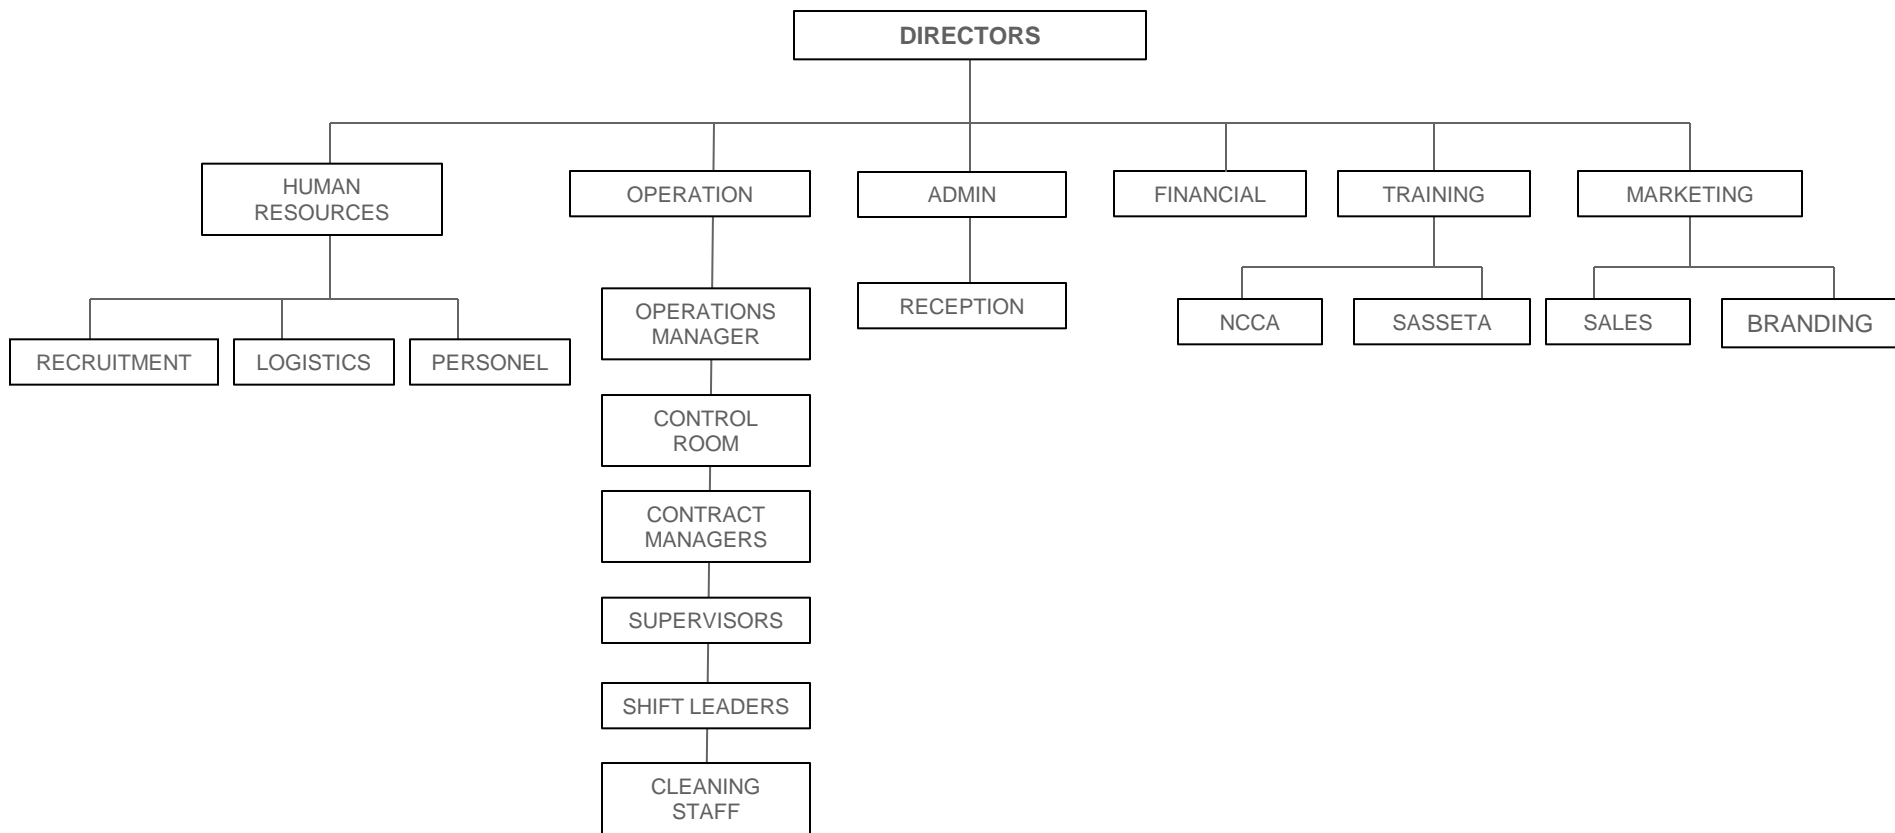 DIRECTORS
HUMAN
RESOURCES
OPERATION
ADMIN
FINANCIAL
TRAINING
MARKETING
RECRUITMENT
LOGISTICS
PERSONEL
OPERATIONS
MANAGER
RECEPTION
NCCA
SASSETA
SALES
BRANDING
CONTROL
ROOM
CONTRACT
MANAGERS
SUPERVISORS
SHIFT LEADERS
CLEANING
STAFF